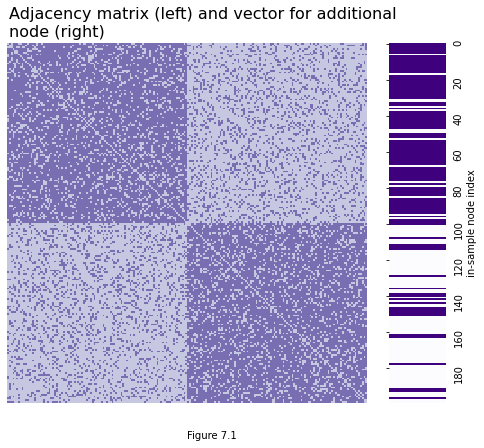 Adjacency matrix (left) and vector for additional
node (right)
0
20
40
60
80
100
120
140
160
180
in-sample node index
Figure 7.1